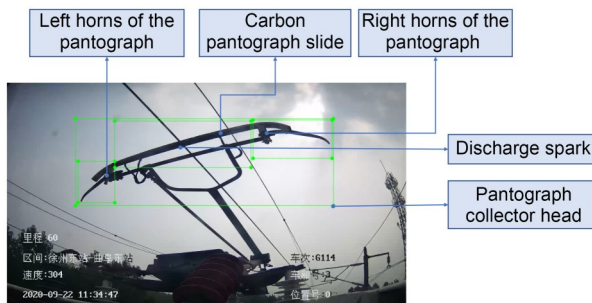 Left horns of the
pantograph
Carbon
pantograph slide
Right horns of the
pantograph
Discharge spark
Pantograph
collector head
里程 60
区间:徐州东站-曲阜东站
车次:6114
速度:304
2020-09-22 11:34:47
位置号 0